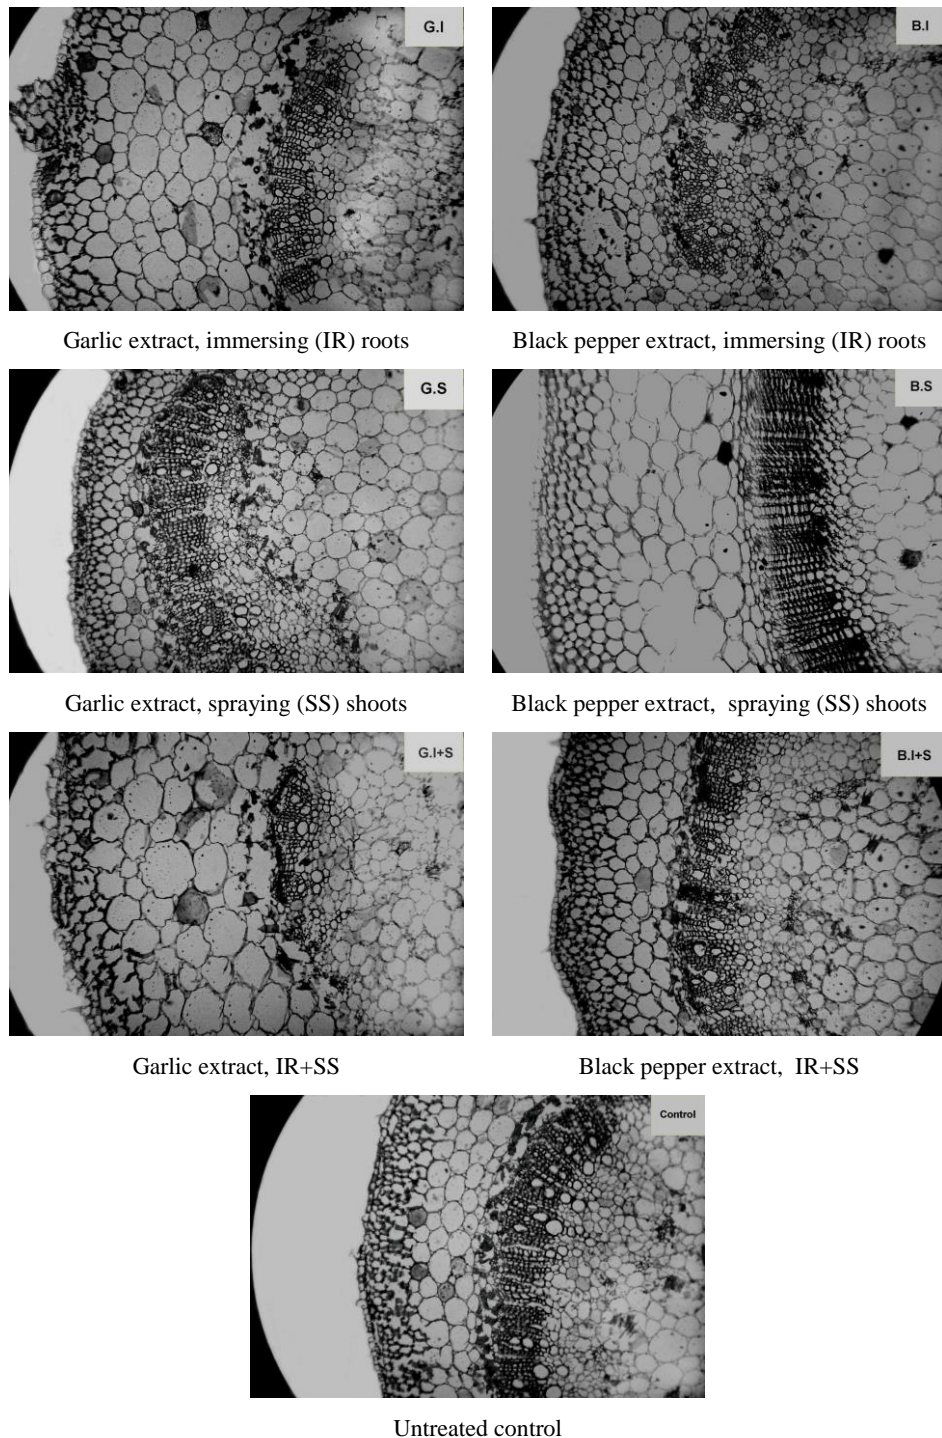 G.I
B.I
Garlic extract, immersing (IR) roots
Black pepper extract, immersing (IR) roots
G.S
B.S
Garlic extract, spraying (SS) shoots
Black pepper extract, spraying (SS) shoots
G.I+S
B.I+S
Garlic extract, IR+SS
Black pepper extract, IR+SS
Control
Untreated control